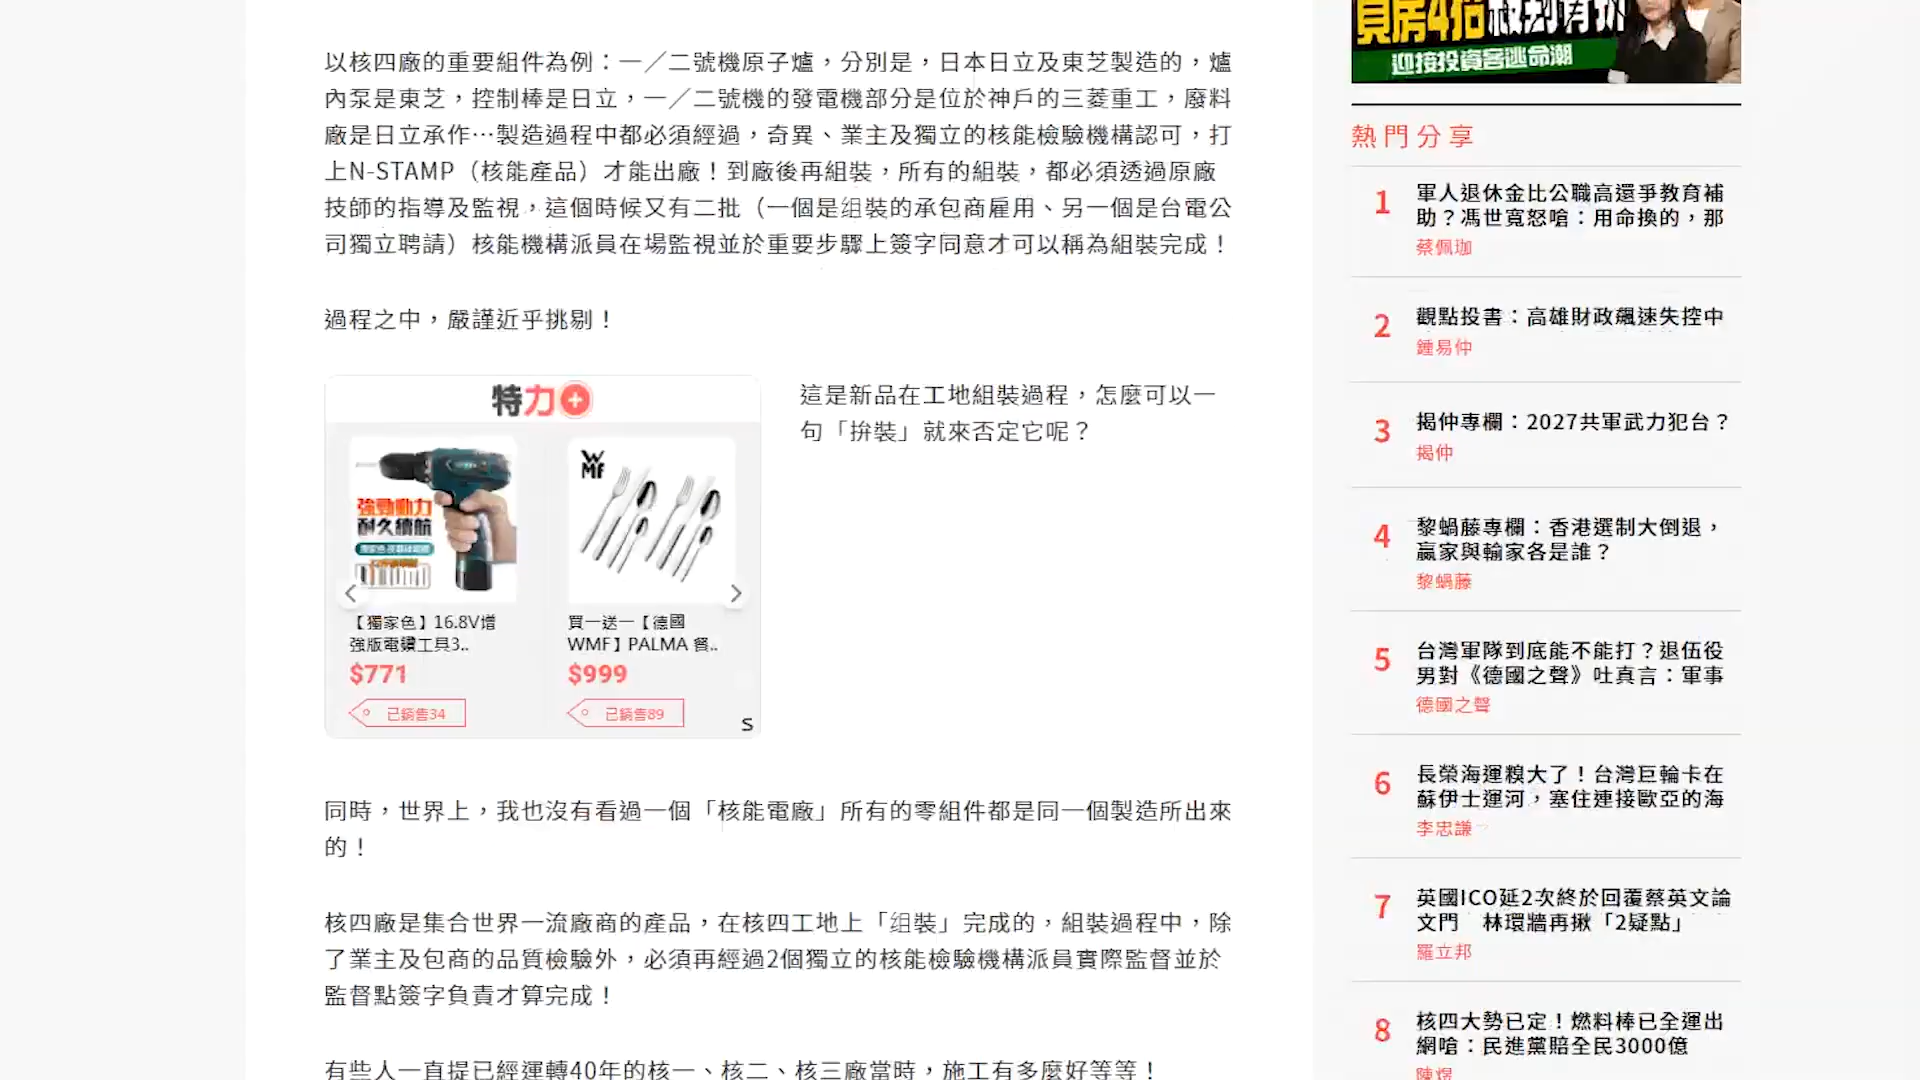 以核四廠的重要組件為例：一／二號機原子爐，分別是，日本日立及東芝製造的，爐
內泵是東芝，控制棒是日立，一／二號機的發電機部分是位於神戶的三菱重工，廢料
廠是日立承作…製造過程中都必須經過，奇異、業主及獨立的核能檢驗機構認可，打
上N-STAMP（核能產品）才能出廠！到廠後再組裝，所有的組裝，都必須透過原廠
技師的指導及監視，這個時候又有二批（一個是组裝的承包商雇用、另一個是台電公
司獨立聘請）核能機構派員在場監視並於重要步驟上簽字同意才可以稱為組裝完成！
過程之中，嚴謹近乎挑剔！
特力+
WMF
強勁動力
耐久續航
【獨家色】16.8V增
強版電鑽工具3..
$771
已銷售34
買一送一【德國
WMF】PALMA 餐..
$999
已銷售89
S
這是新品在工地組裝過程，怎麼可以一
句「拚裝」就來否定它呢？
同時，世界上，我也沒有看過一個「核能電廠」所有的零組件都是同一個製造所出來
的！
核四廠是集合世界一流廠商的產品，在核四工地上「组裝」完成的，組裝過程中，除
了業主及包商的品質檢驗外，必須再經過2個獨立的核能檢驗機構派員實際監督並於
監督點簽字負責才算完成！
有些人一直提已經運轉40年的核一、核二、核三廠當時，施工有多麼好等等！
迎接投資客逃命潮
熱門分享
1
軍人退休金比公職高還爭教育補
助？馮世寬怒嗆：用命換的，那
蔡佩珈
2
觀點投書：高雄財政飆速失控中
鍾易仲
3
揭仲專欄：2027共軍武力犯台？
揭仲
4
黎蝸藤專欄：香港選制大倒退，
贏家與輸家各是誰？
黎蝸藤
5
台灣軍隊到底能不能打？退伍役
男對《德國之聲》吐真言：軍事
德國之聲
6
長榮海運糗大了！台灣巨輪卡在
蘇伊士運河，塞住連接歐亞的海
李忠謙
7
英國ICO延2次終於回覆蔡英文論
文門 林環牆再揪「2疑點」
羅立邦
8
核四大勢已定！燃料棒已全運出
網嗆：民進黨賠全民3000億
陳煜